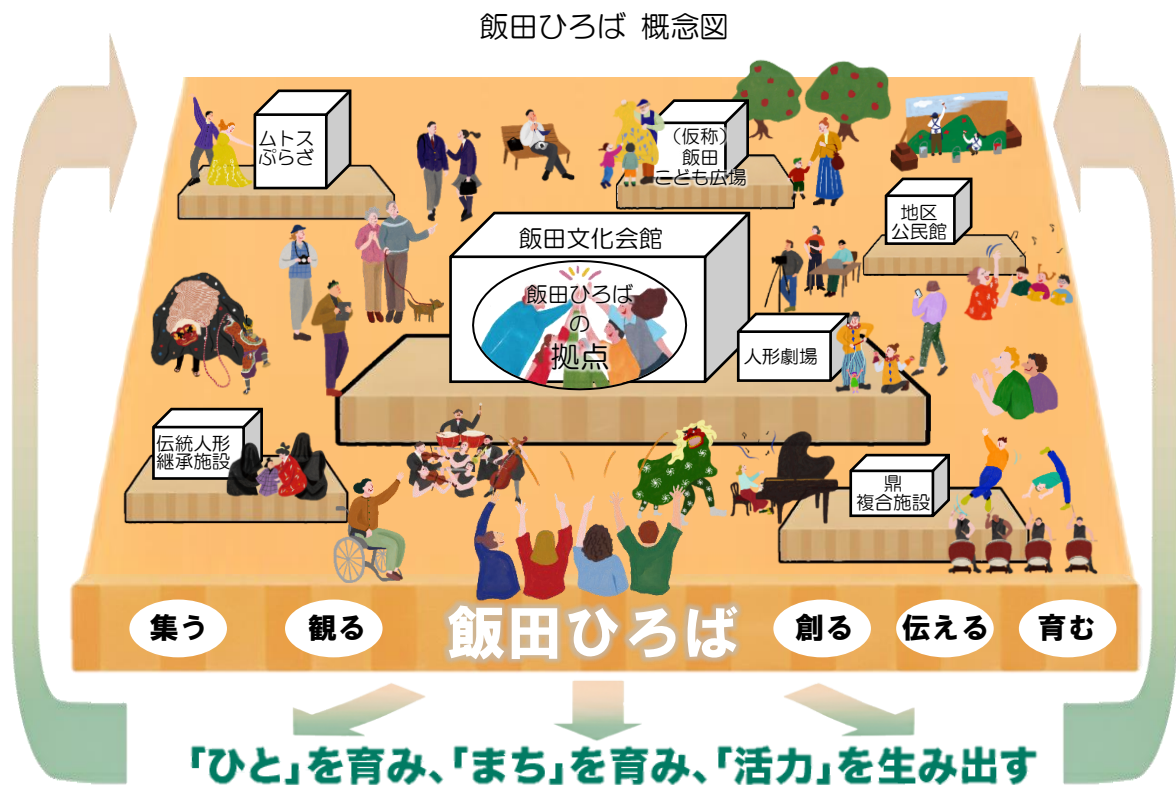 飯田ひろば 概念図
ムトス
ぷらざ
(仮称)
飯田
こども広場
地区
公民館
飯田文化会館
飯田ひろば
の
拠点
人形劇場
伝統人形
継承施設
鼎
複合施設
集う
観る
飯田ひろば
創る
伝える
育む
「ひと」を育み、「まち」を育み、「活力」を生み出す